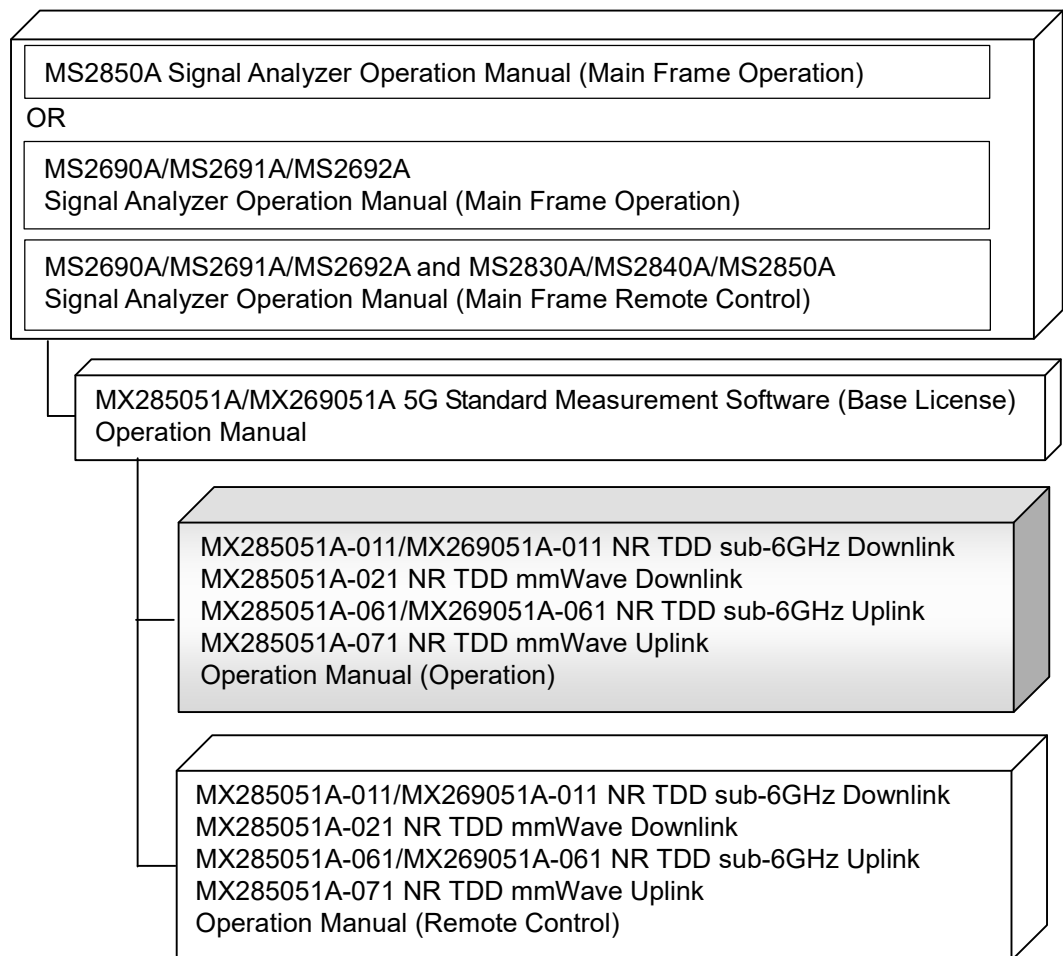 MS2850A Signal Analyzer Operation Manual (Main Frame Operation)
OR
MS2690A/MS2691A/MS2692A
Signal Analyzer Operation Manual (Main Frame Operation)
MS2690A/MS2691A/MS2692A and MS2830A/MS2840A/MS2850A
Signal Analyzer Operation Manual (Main Frame Remote Control)
MX285051A/MX269051A 5G Standard Measurement Software (Base License)
Operation Manual
MX285051A-011/MX269051A-011 NR TDD sub-6GHz Downlink
MX285051A-021 NR TDD mmWave Downlink
MX285051A-061/MX269051A-061 NR TDD sub-6GHz Uplink
MX285051A-071 NR TDD mmWave Uplink
Operation Manual (Operation)
MX285051A-011/MX269051A-011 NR TDD sub-6GHz Downlink
MX285051A-021 NR TDD mmWave Downlink
MX285051A-061/MX269051A-061 NR TDD sub-6GHz Uplink
MX285051A-071 NR TDD mmWave Uplink
Operation Manual (Remote Control)